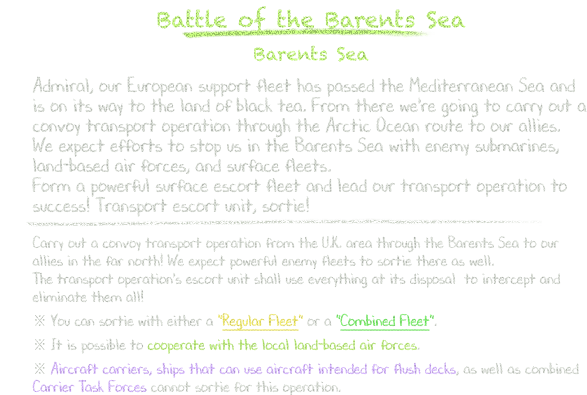 Battle of the Barents Sea
Barents Sea
Admiral, our European support fleet has passed the Mediterranean Sea and
is on its way to the land of black tea. From there we're going to carry out a
convoy transport operation through the Arctic Ocean route to our allies.
We expect efforts to stop us in the Barents Sea with enemy submarines,
land-based air forces, and surface fleets.
Form a powerful surface escort fleet and lead our transport operation to
success! Transport escort unit, sortie!
Carry out a convoy transport operation from the U.K. area through the Barents Sea to our
allies in the far north! We expect powerful enemy fleets to sortie there as well.
The transport operation's escort unit shall use everything at its disposal to intercept and
eliminate them all!
※ You can sortie with either a "Regular Fleet" or a "Combined Fleet".
※ It is possible to cooperate with the local land-based air forces.
※ Aircraft carriers, ships that can use aircraft intended for flush decks, as well as combined
Carrier Task Forces cannot sortie for this operation.